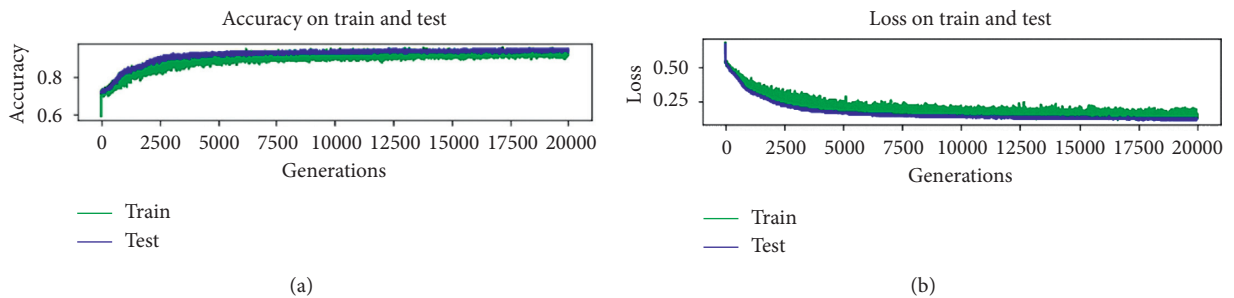 Accuracy on train and test
Accuracy
0.8
0.6
0 2500 5000 7500 10000 12500 15000 17500 20000
Generations
Train
Test
(a)
Loss on train and test
Loss
0.50
0.25
0 2500 5000 7500 10000 12500 15000 17500 20000
Generations
Train
Test
(b)